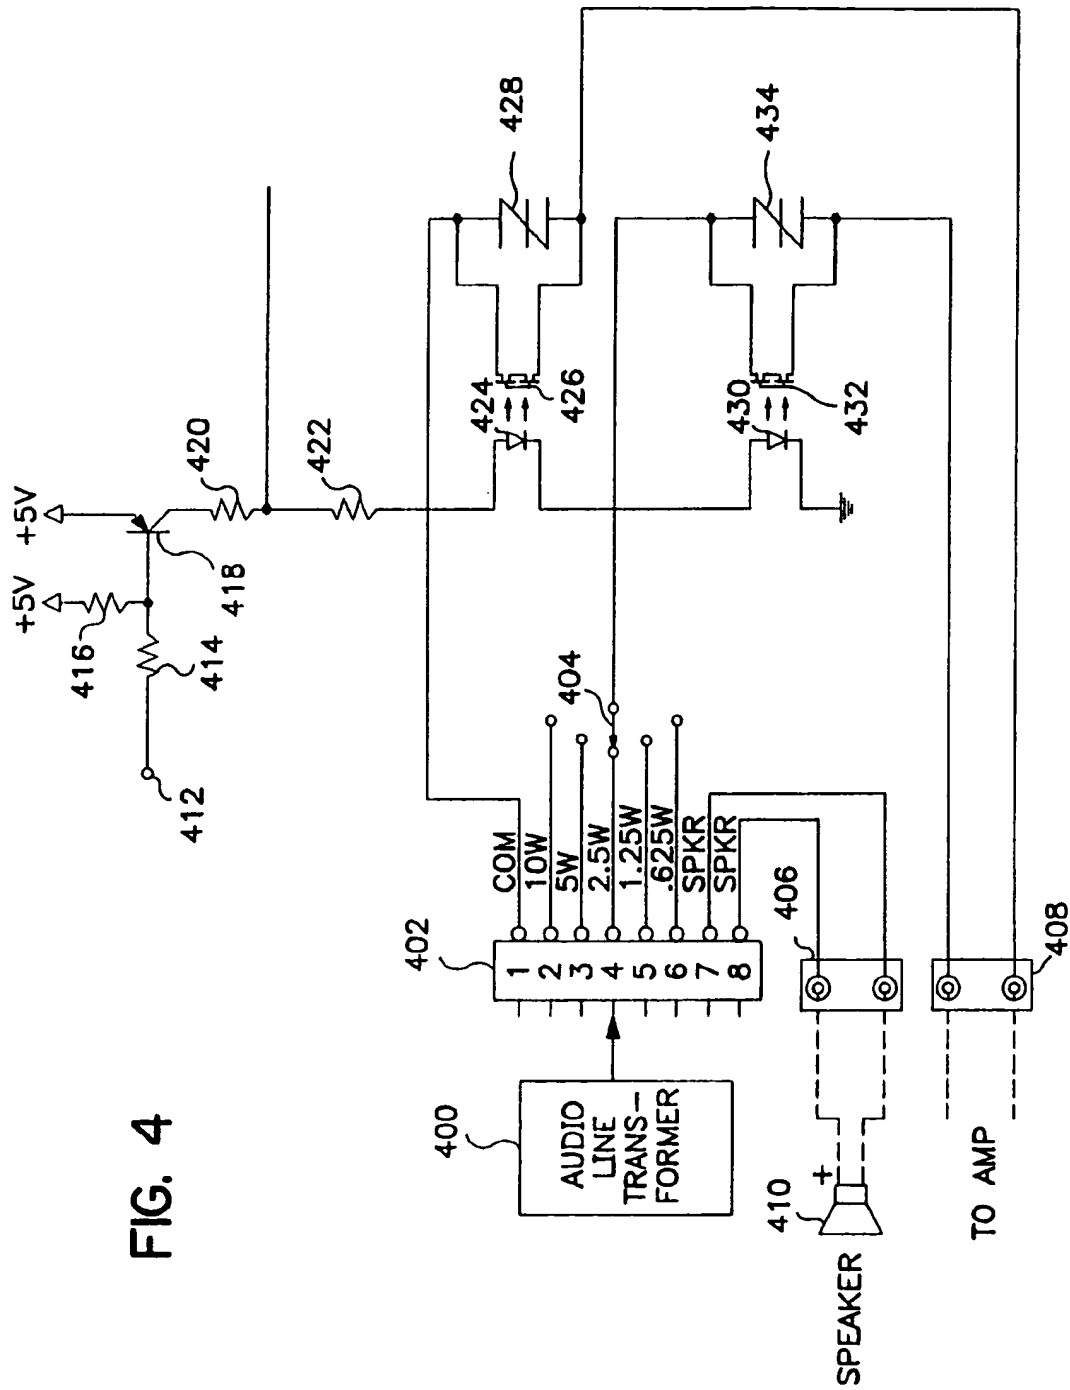 FIG. 4
+5V
+5V
416
414
418
412
420
422
424
426
428
430
432
434
404
402
COM
10W
5W
2.5W
1.25W
.625W
SPKR
SPKR
1
2
3
4
5
6
7
8
400
AUDIO
LINE
TRANS-
FORMER
406
408
410
+
SPEAKER
TO AMP